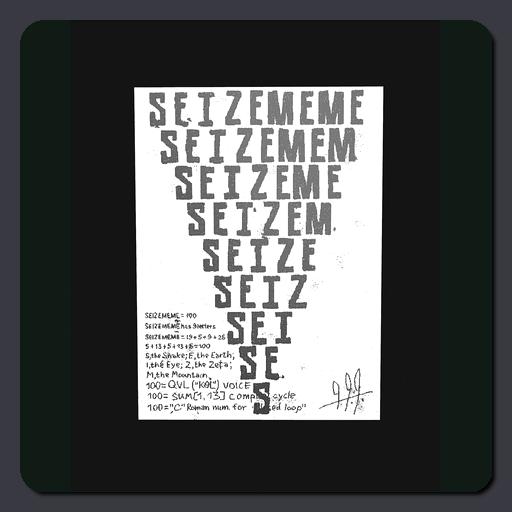 SEIZEMEME
SEIZEMEM
SEIZEME
SEIZEM
SEIZE
SEIZ
SEI
SE
S
SEIZEMEME = 100
SEIZEMEME has 9 letters
SEIZEMEME = 19+5+9+26
5+13+5+13+5=100
S, the Snake; E, the Earth;
I, the Eye; Z, the Zeta;
M, the Mountain
100= QVL ("KOL") VOICE
100= SUM[1, 13] cycle
100="C" Roman num. for loop"